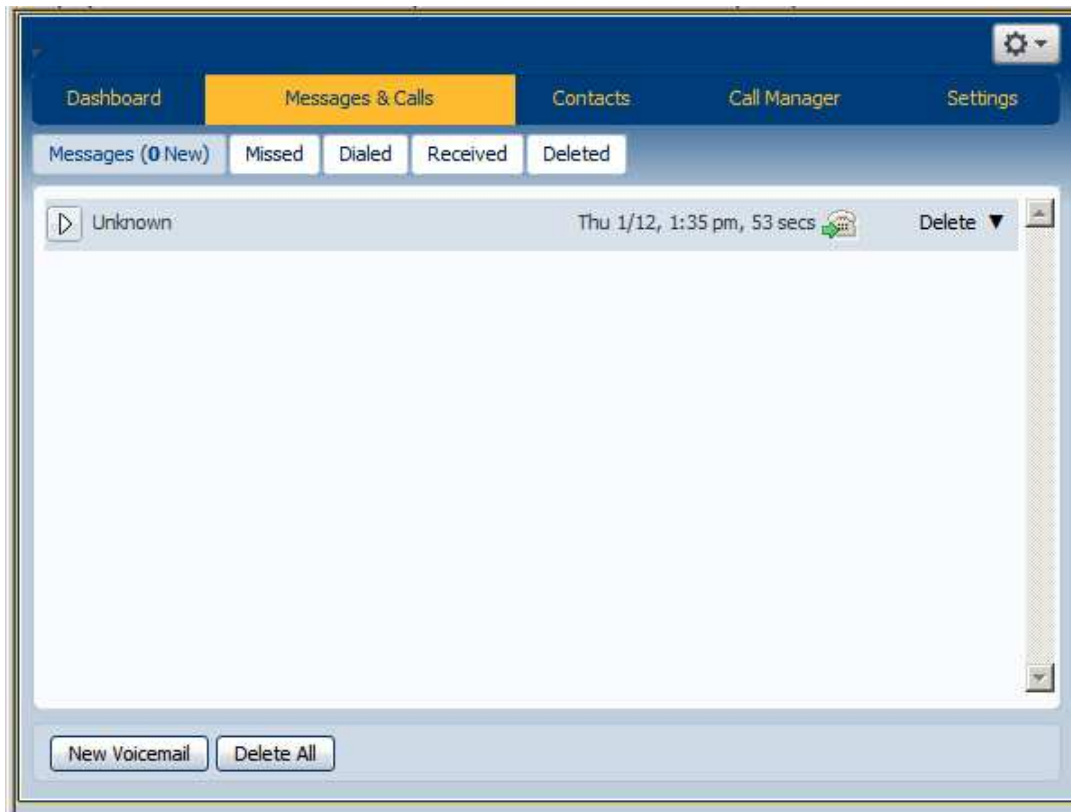 Dashboard Messages & Calls Contacts Call Manager Settings
Messages (0 New) Missed Dialed Received Deleted
Unknown Thu 1/12, 1:35 pm, 53 secs Delete ▼
New Voicemail Delete All